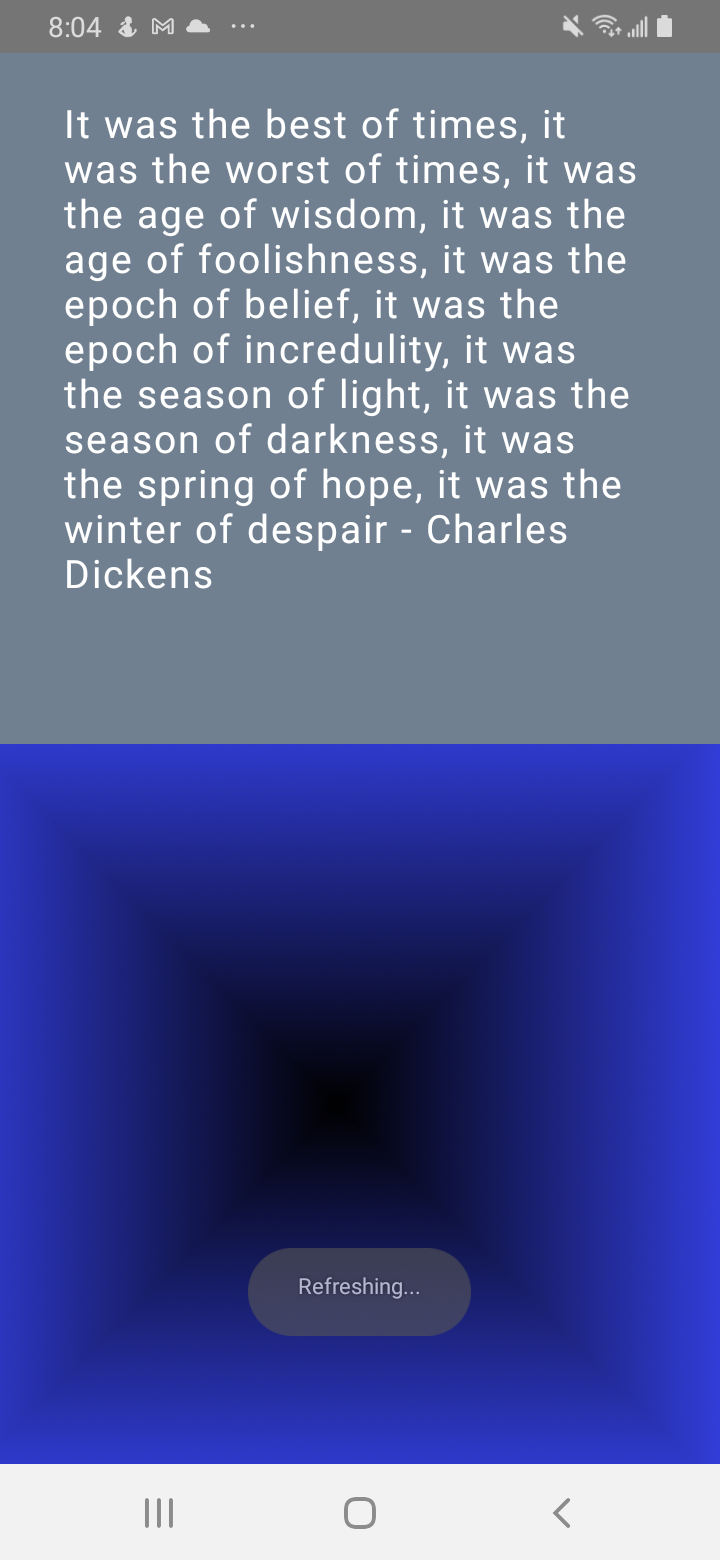 8:04
It was the best of times, it
was the worst of times, it was
the age of wisdom, it was the
age of foolishness, it was the
epoch of belief, it was the
epoch of incredulity, it was
the season of light, it was the
season of darkness, it was
the spring of hope, it was the
winter of despair - Charles
Dickens
Refreshing...